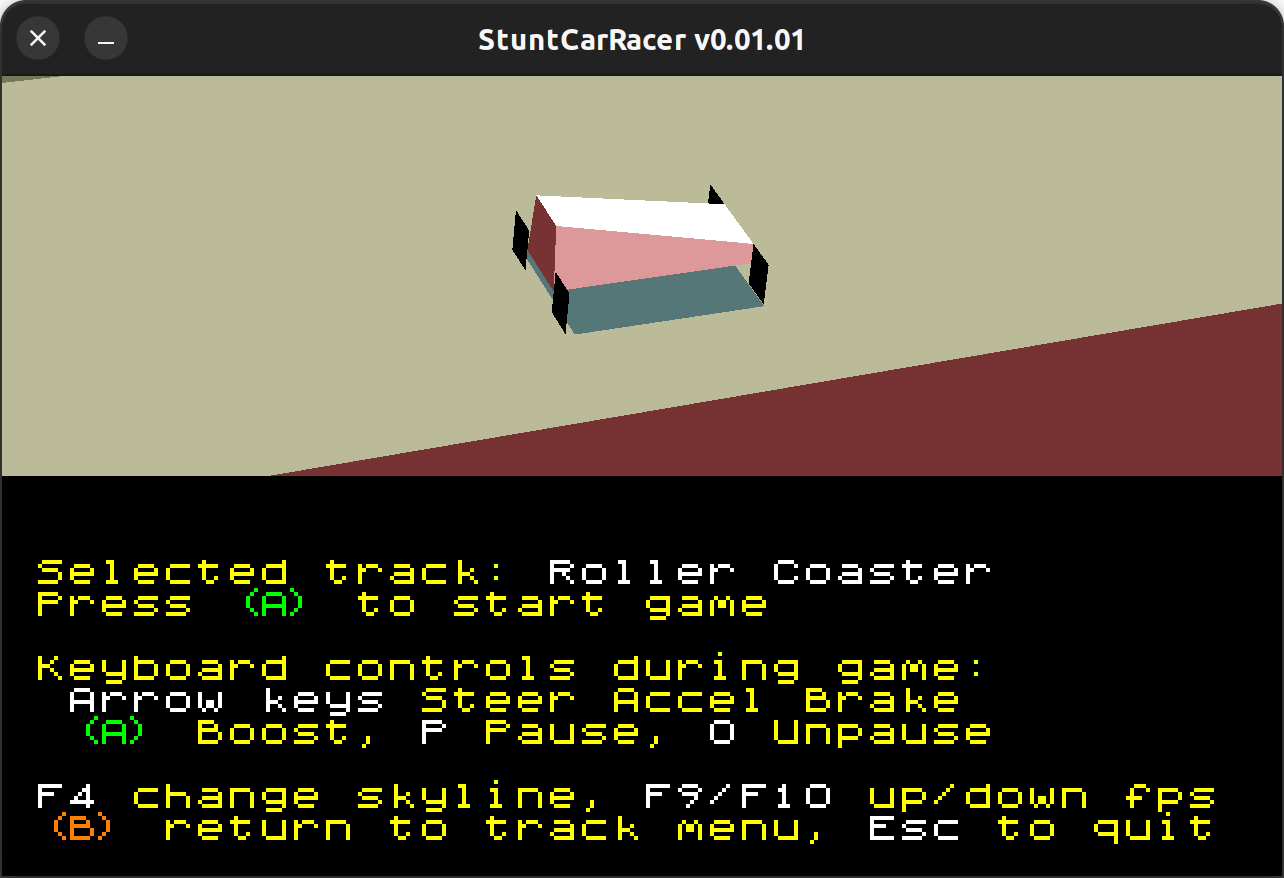 StuntCarRacer v0.01.01
Selected track: Roller Coaster
Press (A) to start game
Keyboard controls during game:
Arrow keys Steer Accel Brake
(A) Boost, P Pause, O Unpause
F4 change skyline, F9/F10 up/down fps
(B) return to track menu, Esc to quit